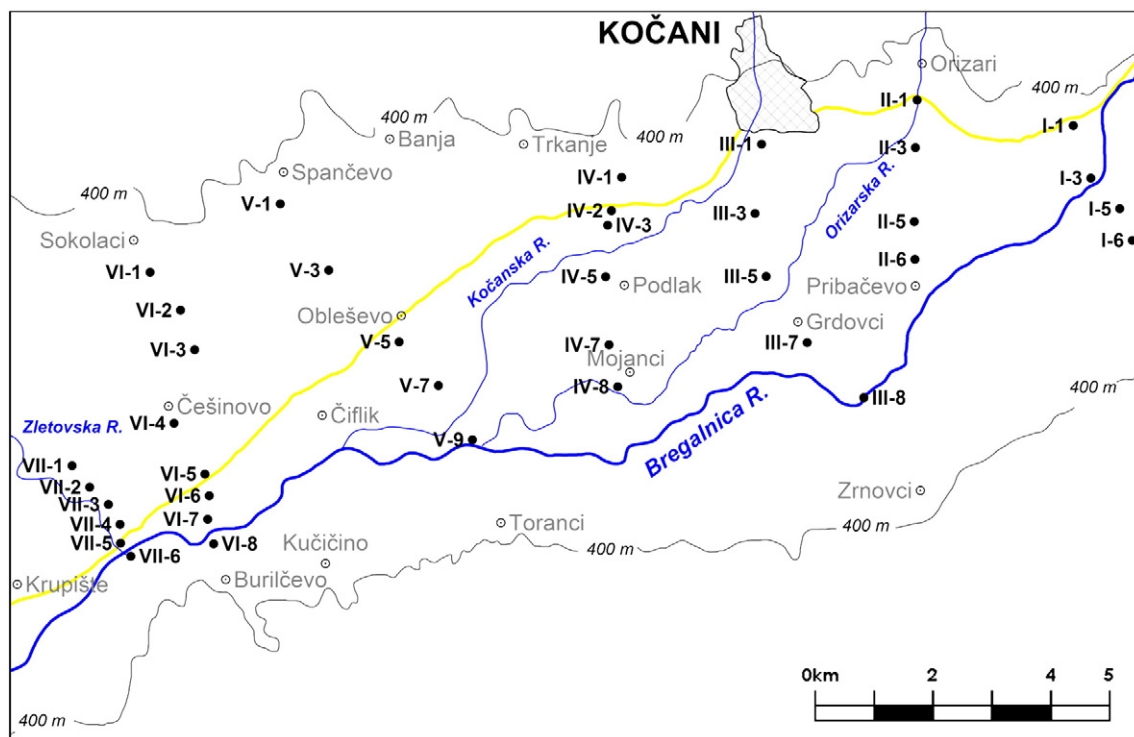 KOČANI
Orizari
400 m
II-1
400 m
I-1
400 m
400 m
Banja
Trkanje
III-1
II-3
Spančevo
IV-1
I-3
400 m
V-1
IV-2
IV-3
III-3
Orizarska R.
II-5
I-5
Sokolaci
I-6
VI-1
V-3
Kočanska R.
IV-5
Podlak
III-5
II-6
Pribačevo
VI-2
Obleševo
Grdovci
V-5
IV-7
III-7
VI-3
Mojanci
V-7
IV-8
III-8
400 m
Češinovo
Čiflik
Zletovska R.
VI-4
V-9
Bregalnica R.
VII-1
VI-5
VII-2
VI-6
Zrnovci
VII-3
VI-7
VII-4
Toranci
400 m
VII-5
VI-8
Kučičino
400 m
VII-6
Krupište
Burilčevo
0km
2
4
5
400 m